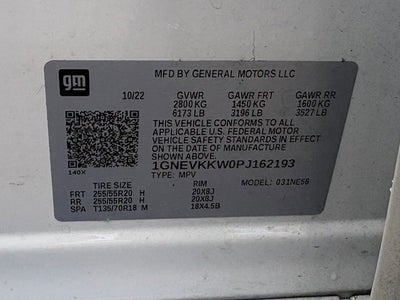 gm
MFD BY GENERAL MOTORS LLC
10/22 GVWR GAWR FRT GAWR RR
2800 KG 1450 KG 1600 KG
6173 LB 3196 LB 3527 LB
THIS VEHICLE CONFORMS TO ALL
APPLICABLE U.S. FEDERAL MOTOR
VEHICLE SAFETY STANDARDS IN EFFECT
ON THE DATE OF MANUFACTURE SHOWN ABOVE.
1GNEVKKW0PJ162193
140X TYPE: MPV MODEL: 031NE56
TIRE SIZE RIM
FRT 255/55R20 H 20X8J
RR 255/55R20 H 20X8J
SPA T135/70R18 M 18X4.5B